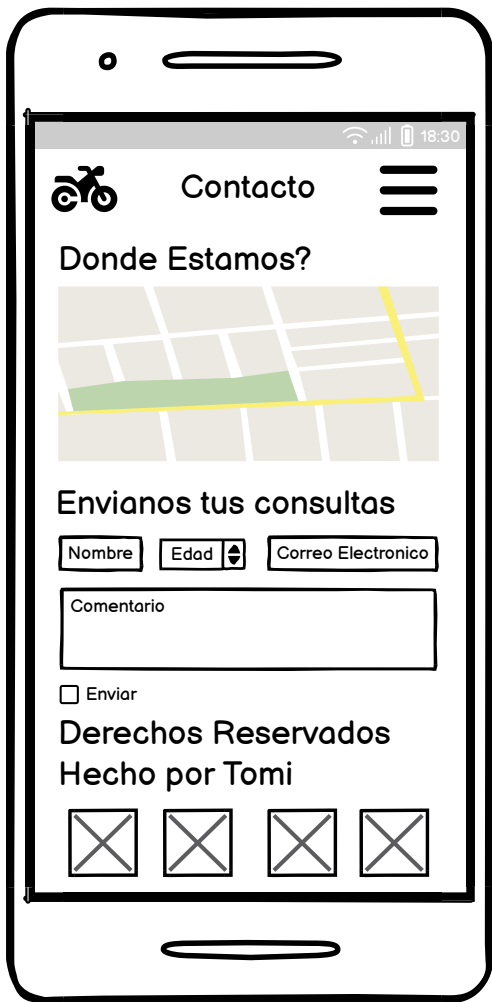 18:30
Contacto
Donde Estamos?
Envianos tus consultas
Nombre
Edad
Correo Electronico
Comentario
Enviar
Derechos Reservados
Hecho por Tomi